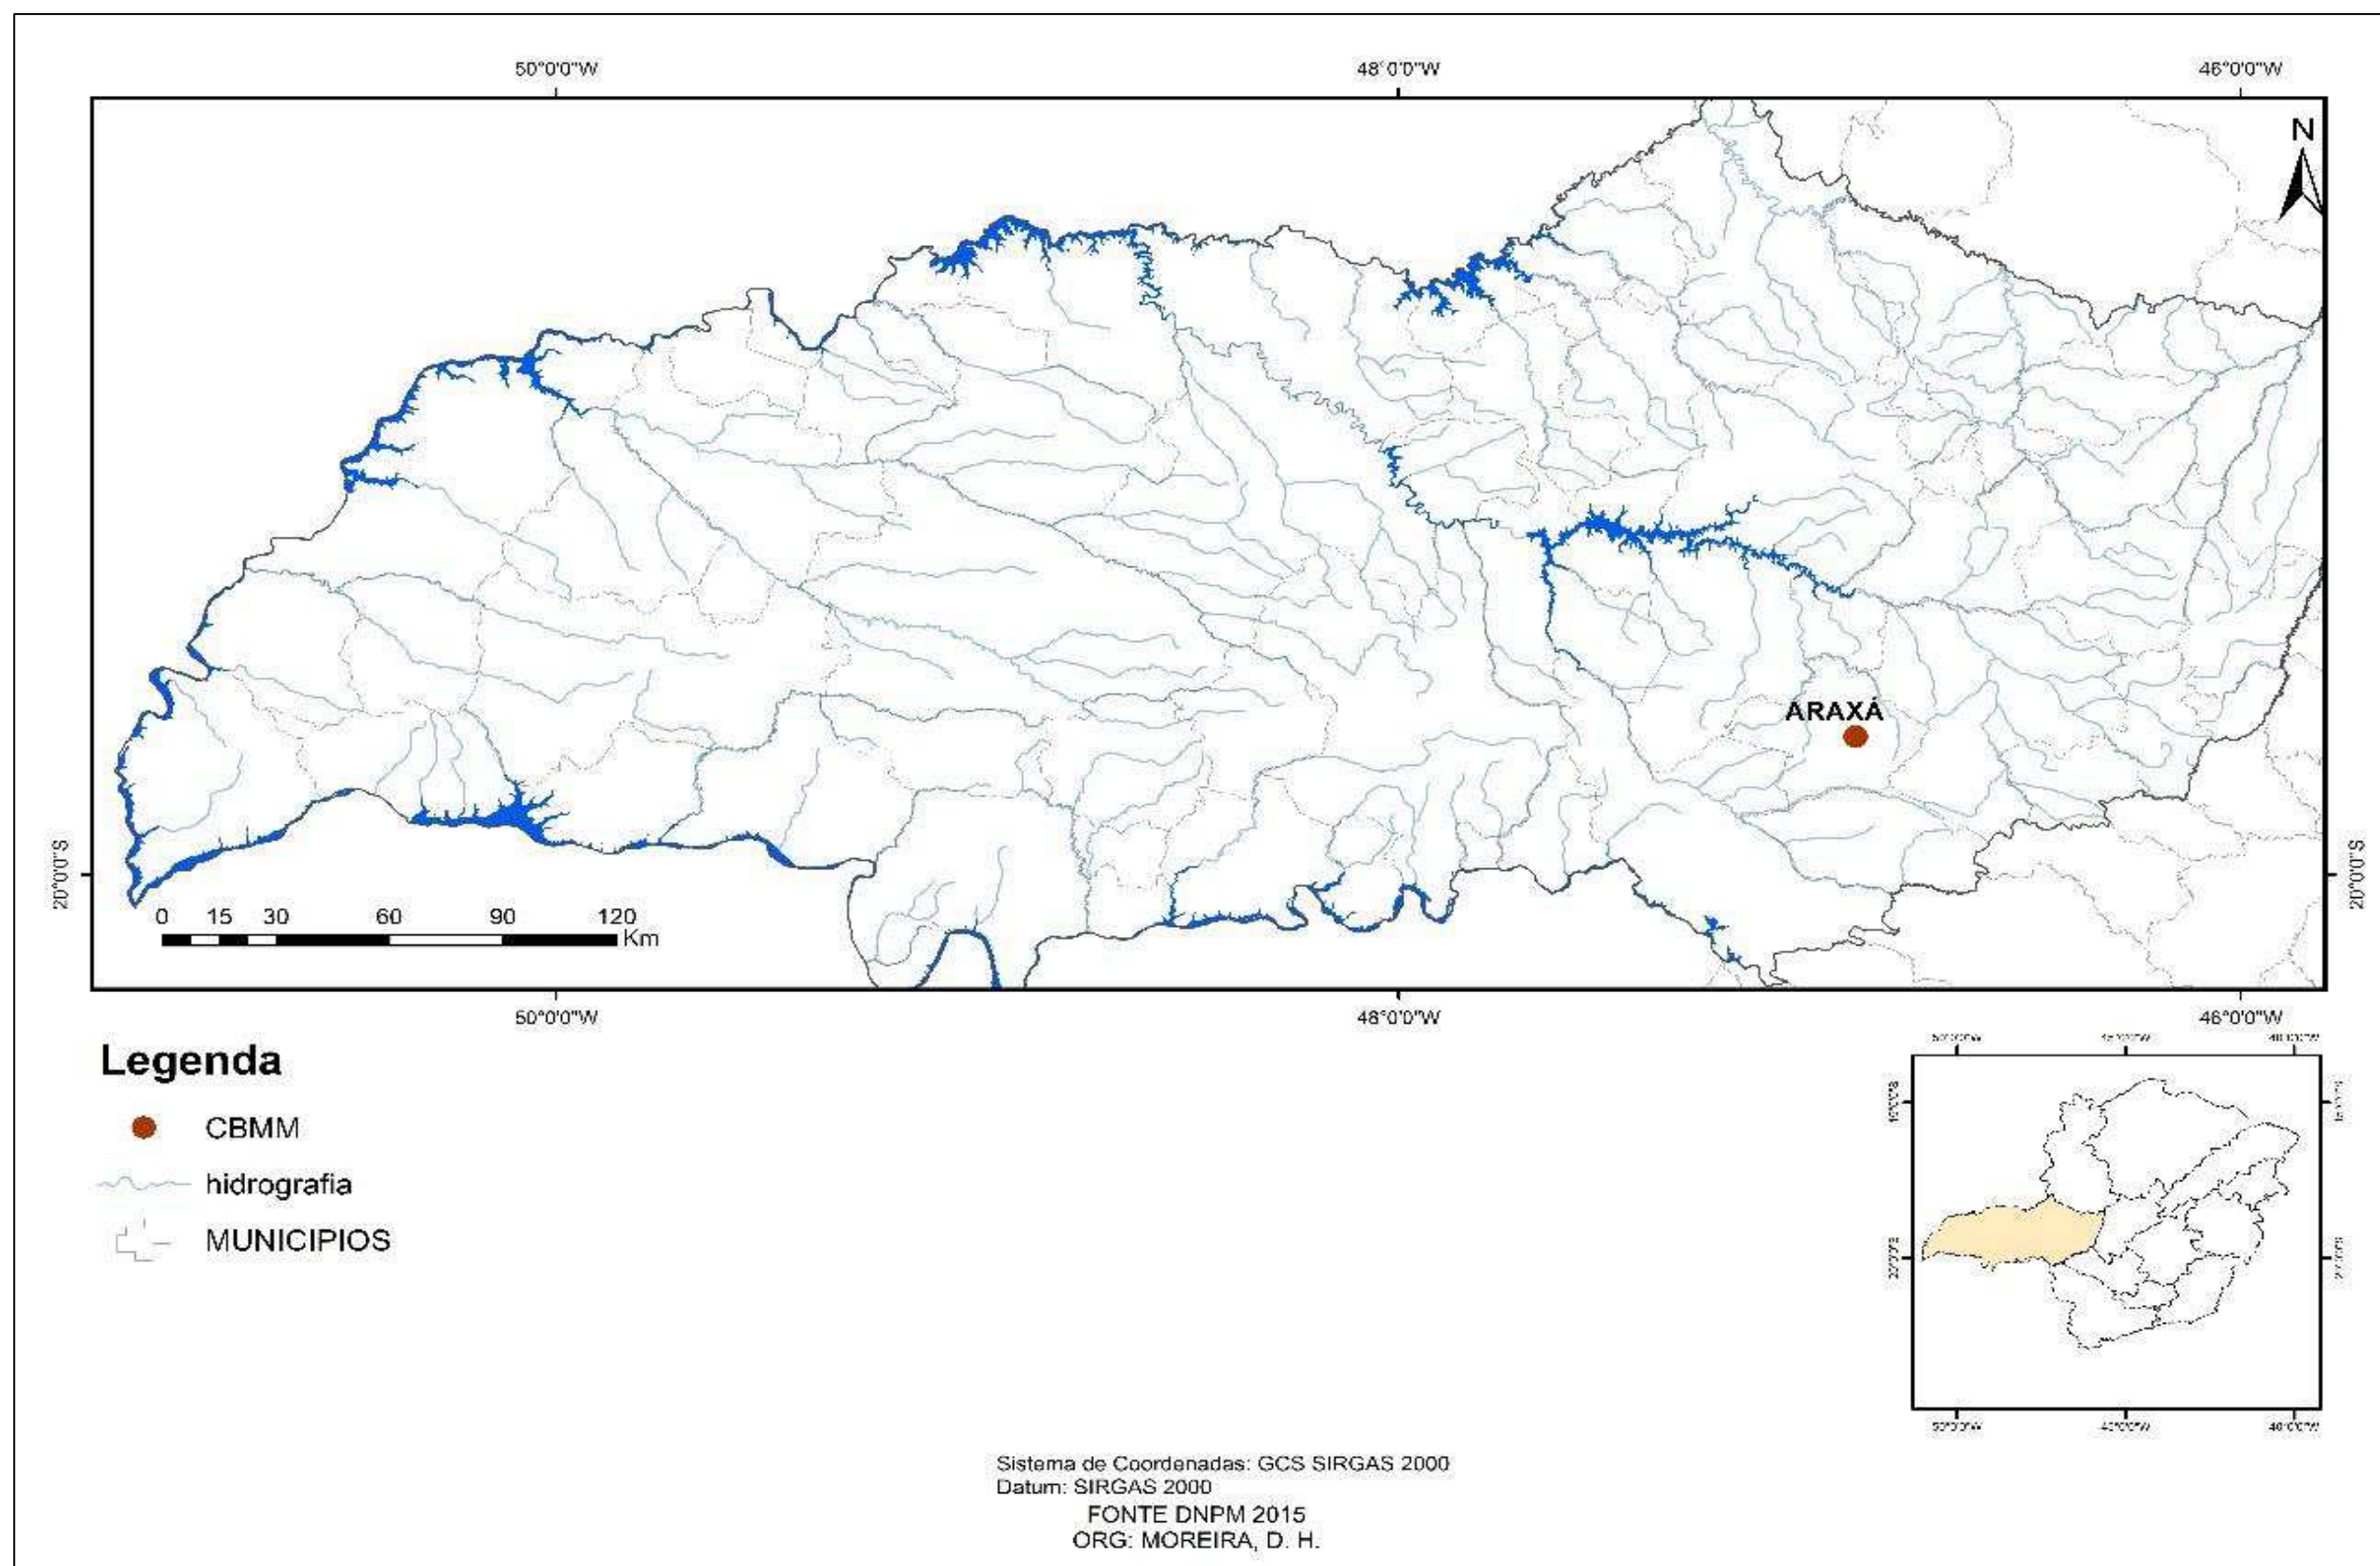 50°0'0"W 48°0'0"W 46°0'0"W
N
ARAXÁ
20°0'0"S 20°0'0"S
0 15 30 60 90 120
Km
50°0'0"W 48°0'0"W 46°0'0"W
Legenda
CBMM
hidrografia
MUNICIPIOS
Sistema de Coordenadas: GCS SIRGAS 2000
Datum: SIRGAS 2000
FONTE DNPM 2015
ORG: MOREIRA, D. H.